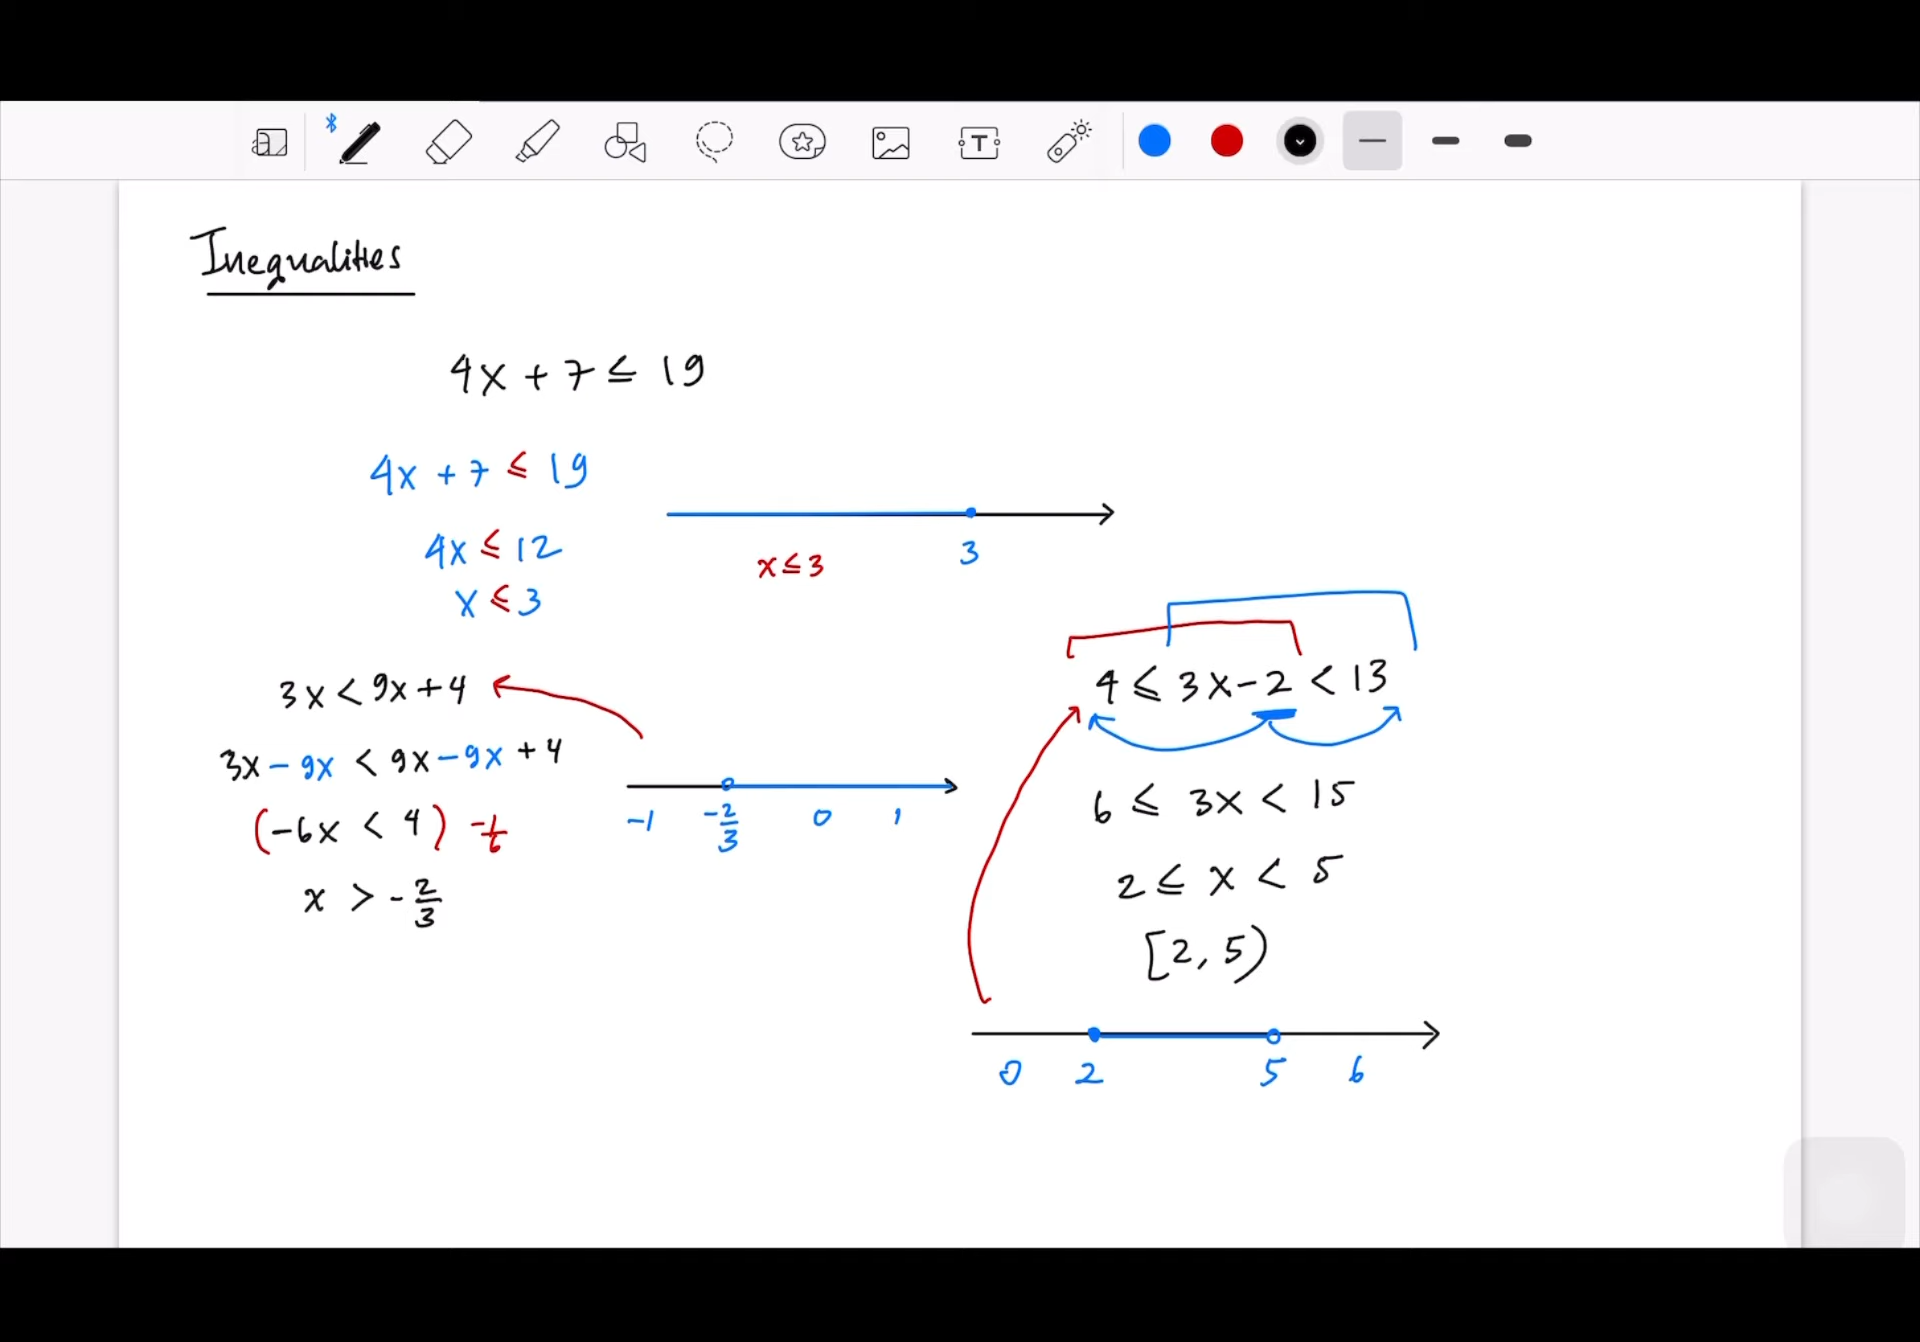 Inequalities
4x + 7 ≤ 19
4x + 7 ≤ 19
4x ≤ 12
x ≤ 3
x ≤ 3
3
3x < 9x + 4
3x - 9x < 9x - 9x + 4
(-6x < 4) -1/6
x > -2/3
-1 -2/3 0 1
4 ≤ 3x - 2 < 13
6 ≤ 3x < 15
2 ≤ x < 5
[2, 5)
0 2 5 6